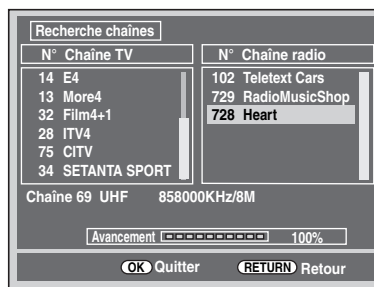 Recherche chaînes
N° Chaîne TV
N° Chaîne radio
14 E4
13 More4
32 Film4+1
28 ITV4
75 CITV
34 SETANTA SPORT
102 Teletext Cars
729 RadioMusicShop
728 Heart
Chaîne 69 UHF 858000KHz/8M
Avancement 100%
OK Quitter RETURN Retour